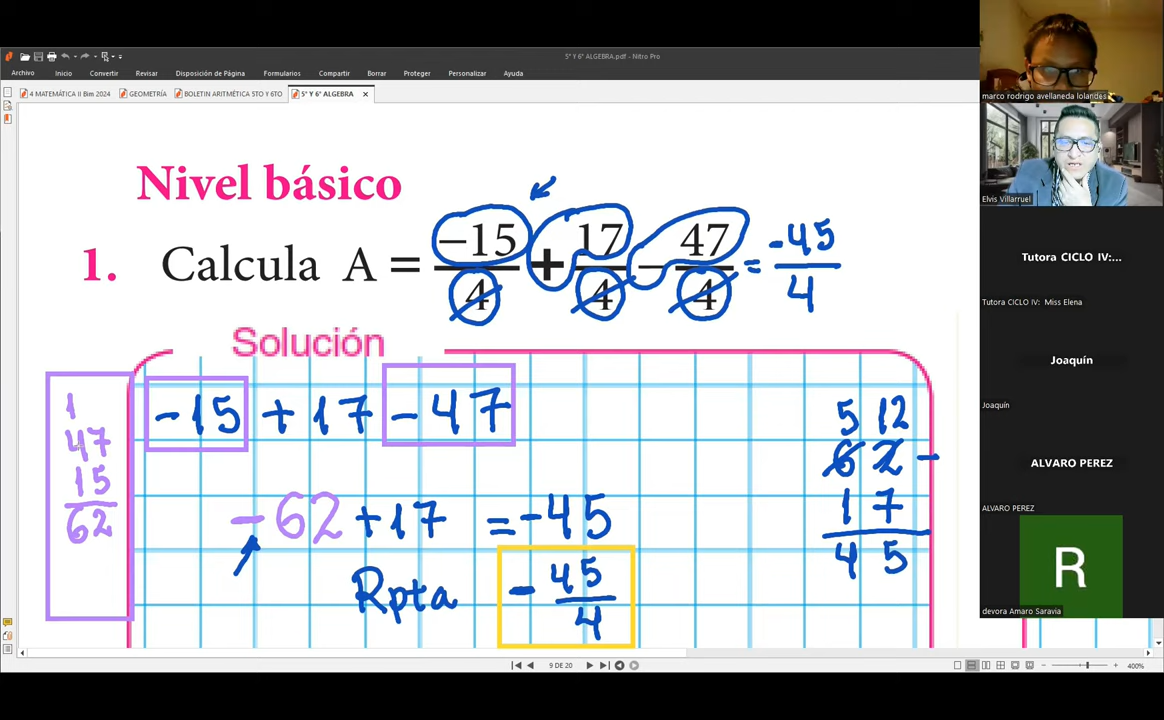 5° Y 6° ALGEBRA.pdf - Nitro Pro
Archivo Inicio Convertir Revisar Disposición de Página Formularios Compartir Borrar Proteger Personalizar Ayuda
4 MATEMÁTICA II Bim 2024 GEOMETRÍA BOLETIN ARITMÉTICA 5TO Y 6TO 5° Y 6° ALGEBRA
Nivel básico
1. Calcula A = −15/4 + 17/4 − 47/4 = -45/4
Solución
1
47
15
62
-15 + 17 - 47
-62 + 17 = -45
Rpta - 45/4
5 12
62 -
17
45
9 DE 20
400%
marco rodrigo avellaneda lolandes
Elvis Villarruel
Tutora CICLO IV:...
Tutora CICLO IV: Miss Elena
Joaquín
Joaquín
ALVARO PEREZ
ALVARO PEREZ
R
devora Amaro Saravia